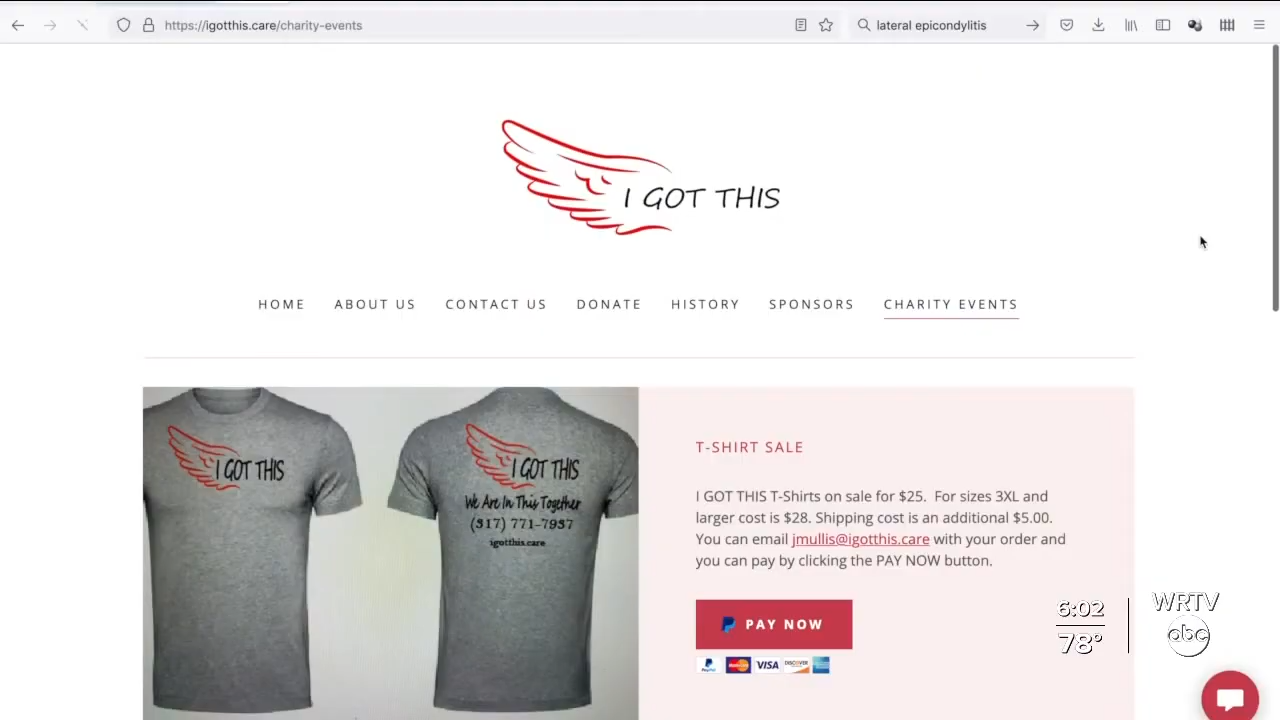 https://igotthis.care/charity-events
lateral epicondylitis
I GOT THIS
HOME ABOUT US CONTACT US DONATE HISTORY SPONSORS CHARITY EVENTS
I GOT THIS
I GOT THIS
We Are In This Together
(317) 771-7937
igotthis.care
T-SHIRT SALE
I GOT THIS T-Shirts on sale for $25. For sizes 3XL and
larger cost is $28. Shipping cost is an additional $5.00.
You can email jmullis@igotthis.care with your order and
you can pay by clicking the PAY NOW button.
PAY NOW
PayPal MasterCard VISA DISCOVER
6:02
78°
WRTV
abc